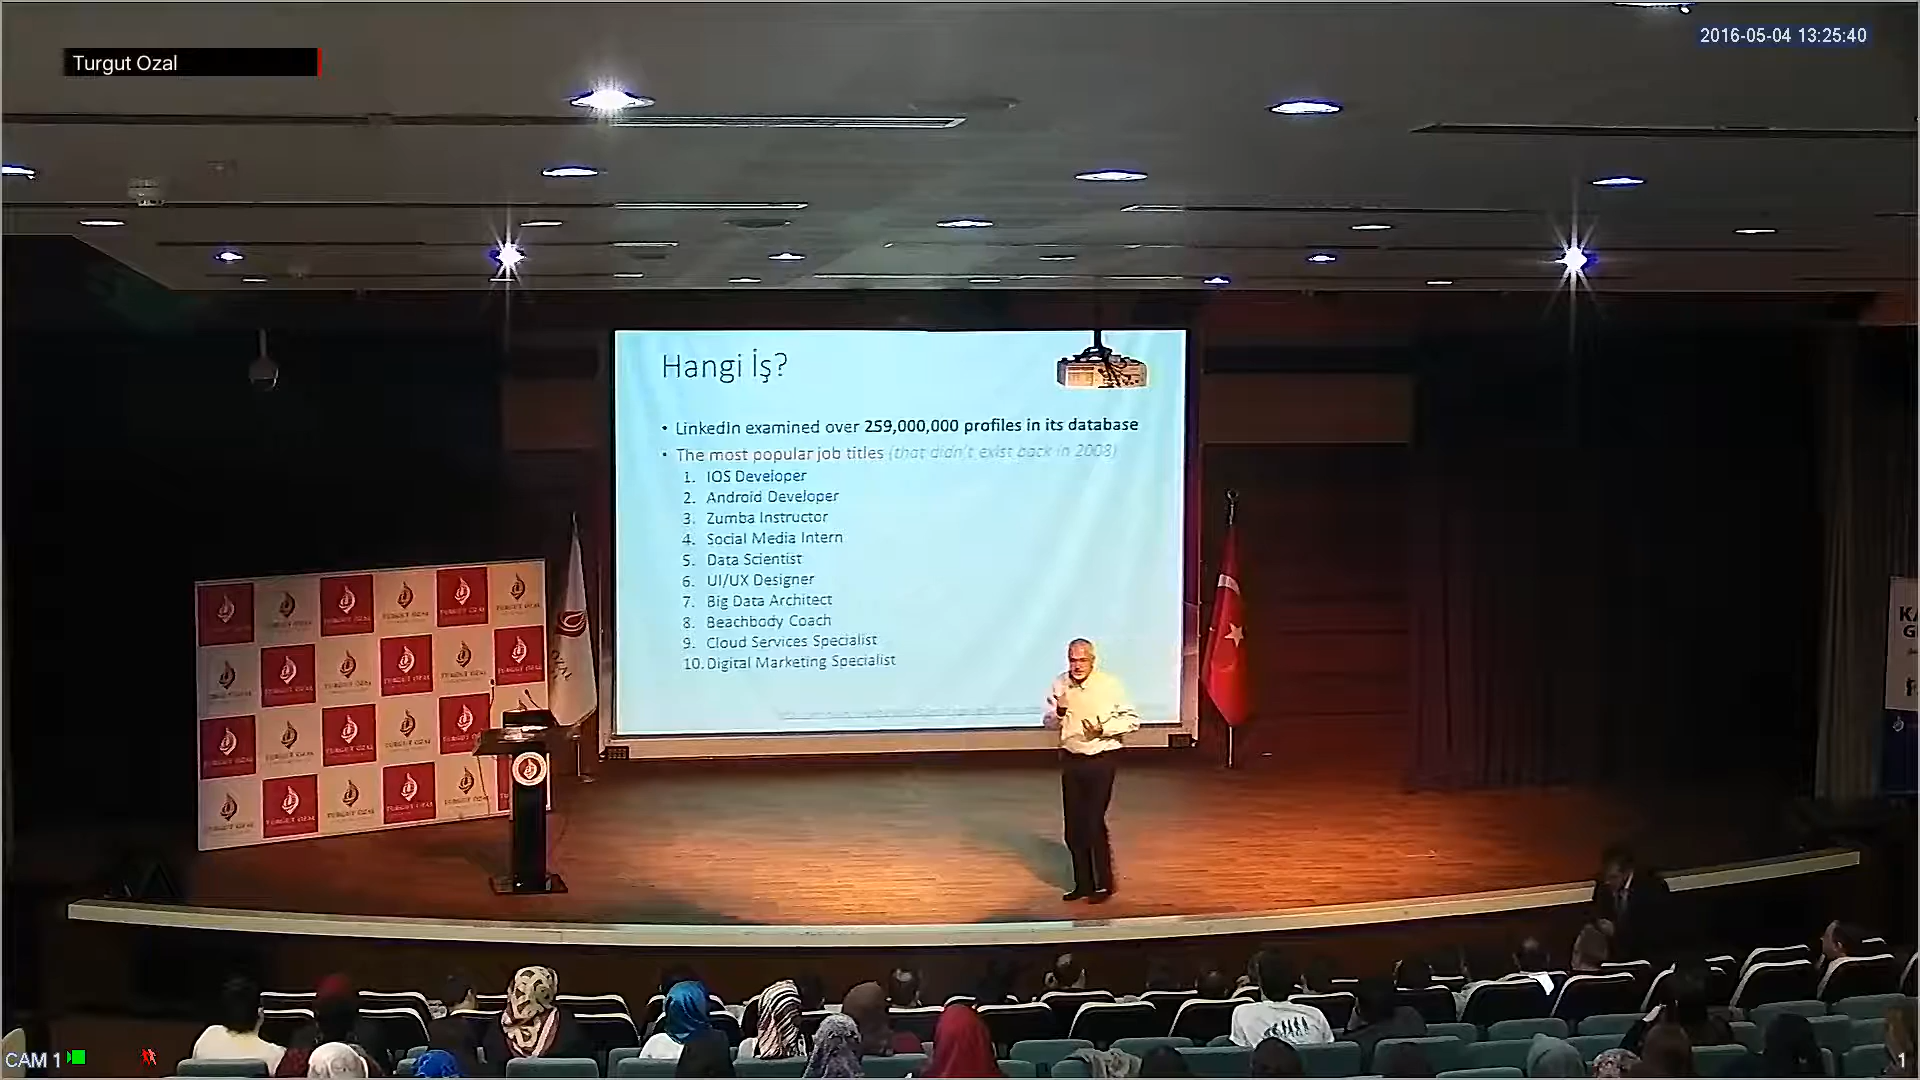 Turgut Ozal
2016-05-04 13:25:40
Hangi İş?
• LinkedIn examined over 259,000,000 profiles in its database
• The most popular job titles (that didn't exist back in 2008)
1. IOS Developer
2. Android Developer
3. Zumba Instructor
4. Social Media Intern
5. Data Scientist
6. UI/UX Designer
7. Big Data Architect
8. Beachbody Coach
9. Cloud Services Specialist
10. Digital Marketing Specialist
TURGUT OZAL
CAM 1
1